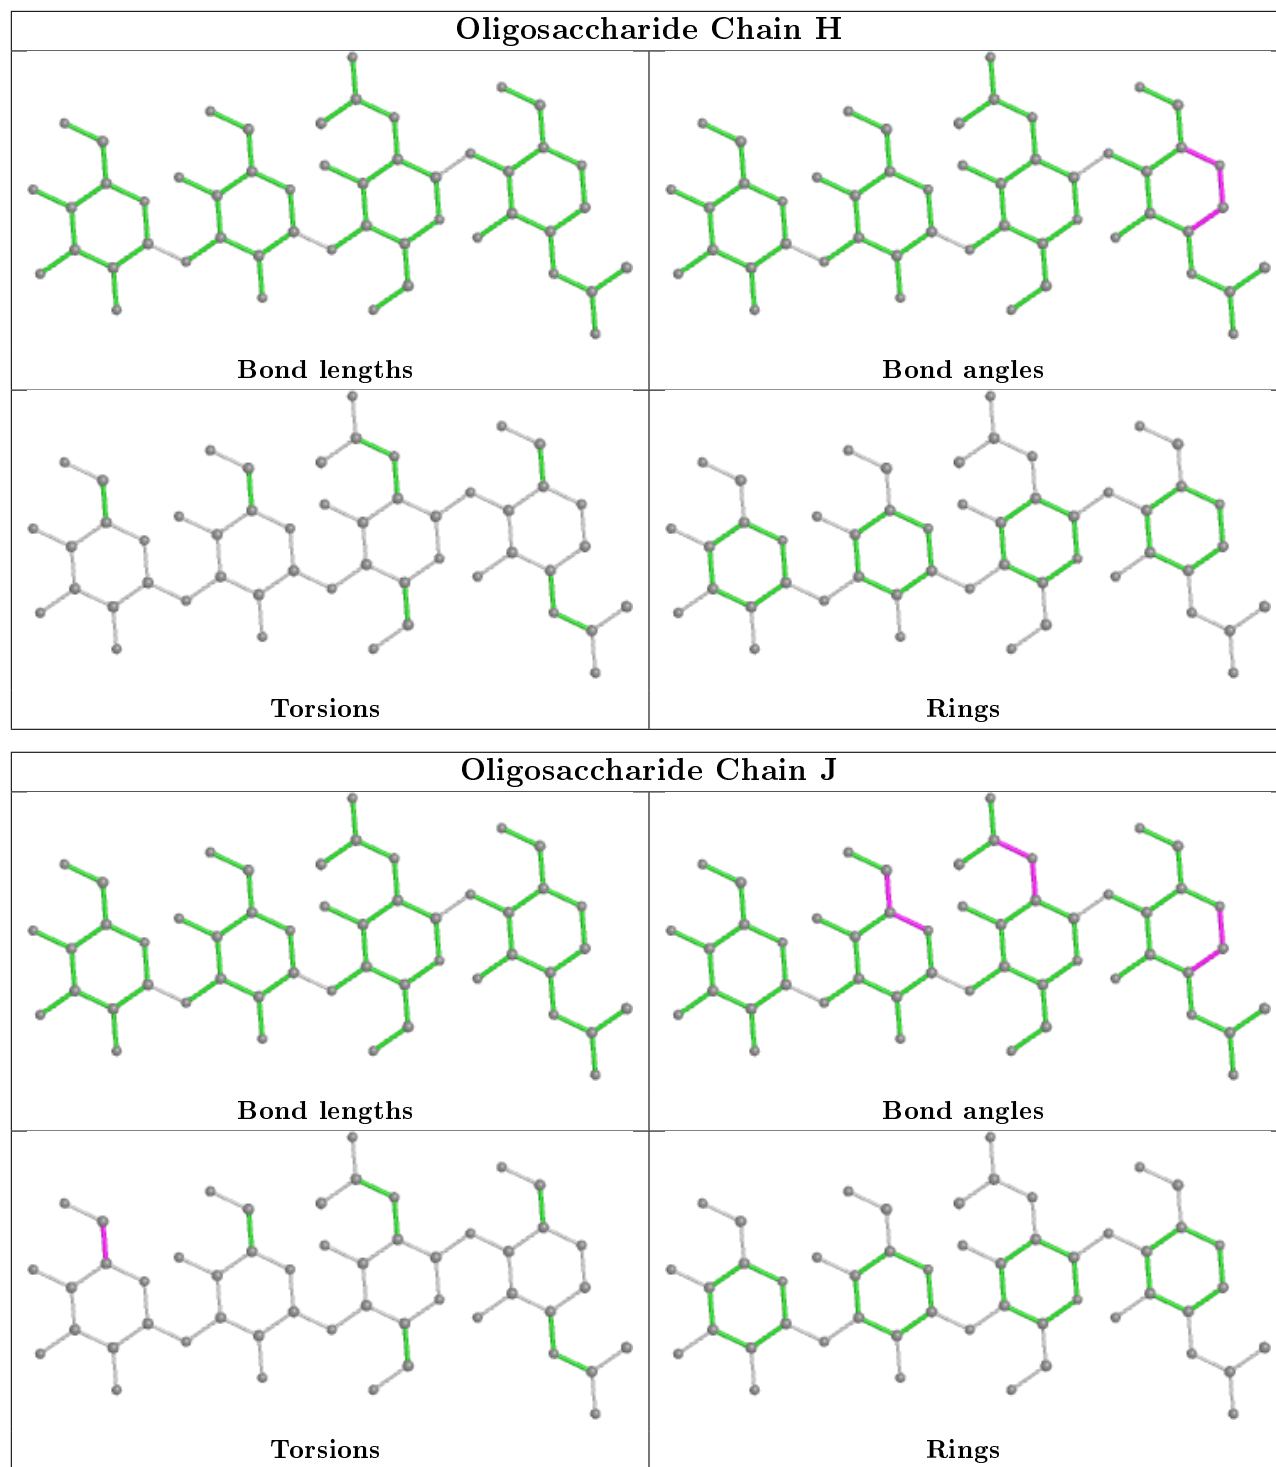 Oligosaccharide Chain H
Bond lengths
Bond angles
Torsions
Rings
Oligosaccharide Chain J
Bond lengths
Bond angles
Torsions
Rings